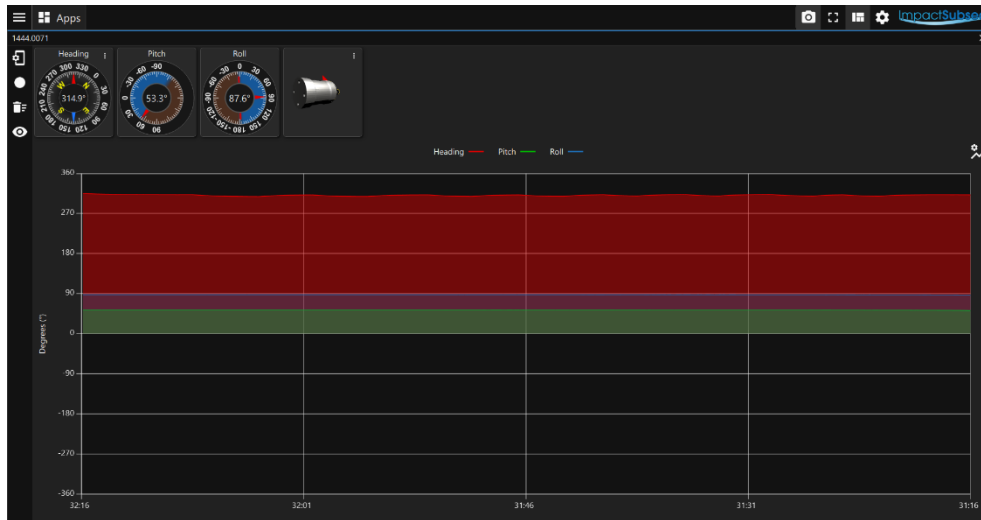 Apps
ImpactSubse
1444.0071
Heading
Pitch
Roll
314.9°
53.3°
87.6°
Heading
Pitch
Roll
360
270
180
90
0
-90
-180
-270
-360
Degrees (°)
32:16
32:01
31:46
31:31
31:16